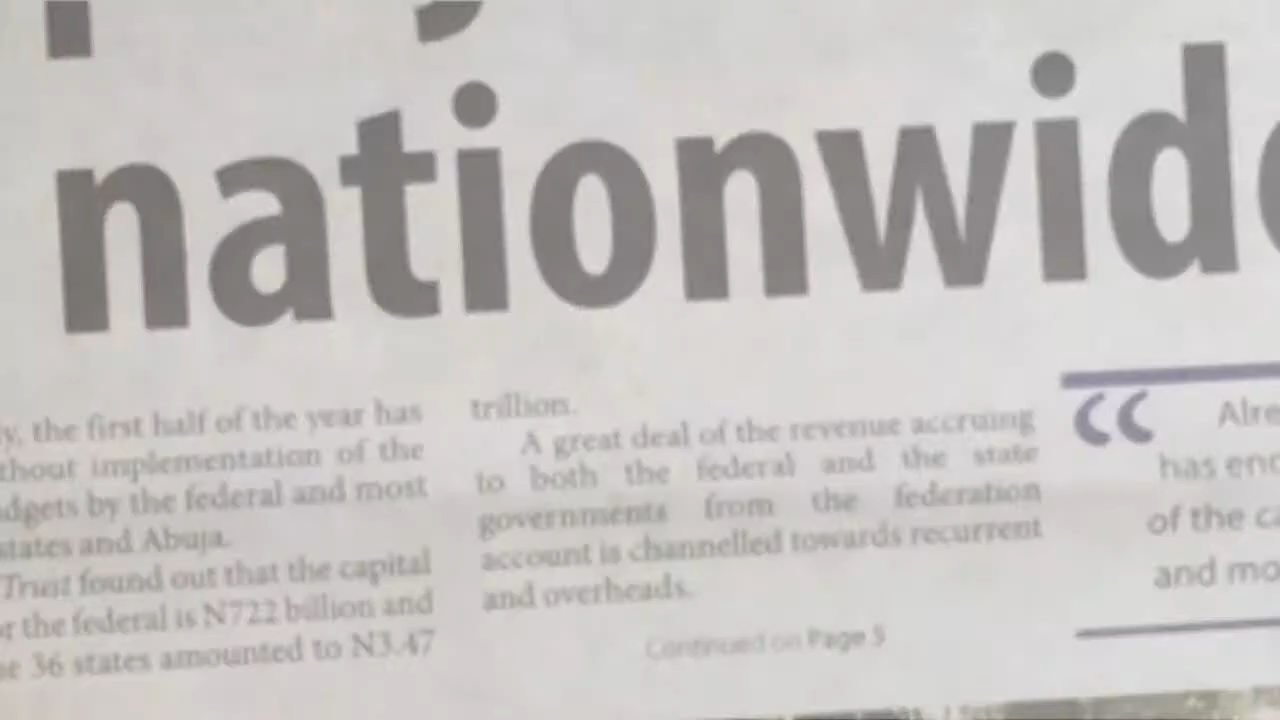 nationwid
y, the first half of the year has
thout implementation of the
dgets by the federal and most
states and Abuja.
Trust found out that the capital
r the federal is N722 billion and
e 36 states amounted to N3.47
trillion.
A great deal of the revenue accruing
to both the federal and the state
governments from the federation
account is channelled towards recurrent
and overheads.
Continued on Page 5
“ Alre
has end
of the ca
and mo